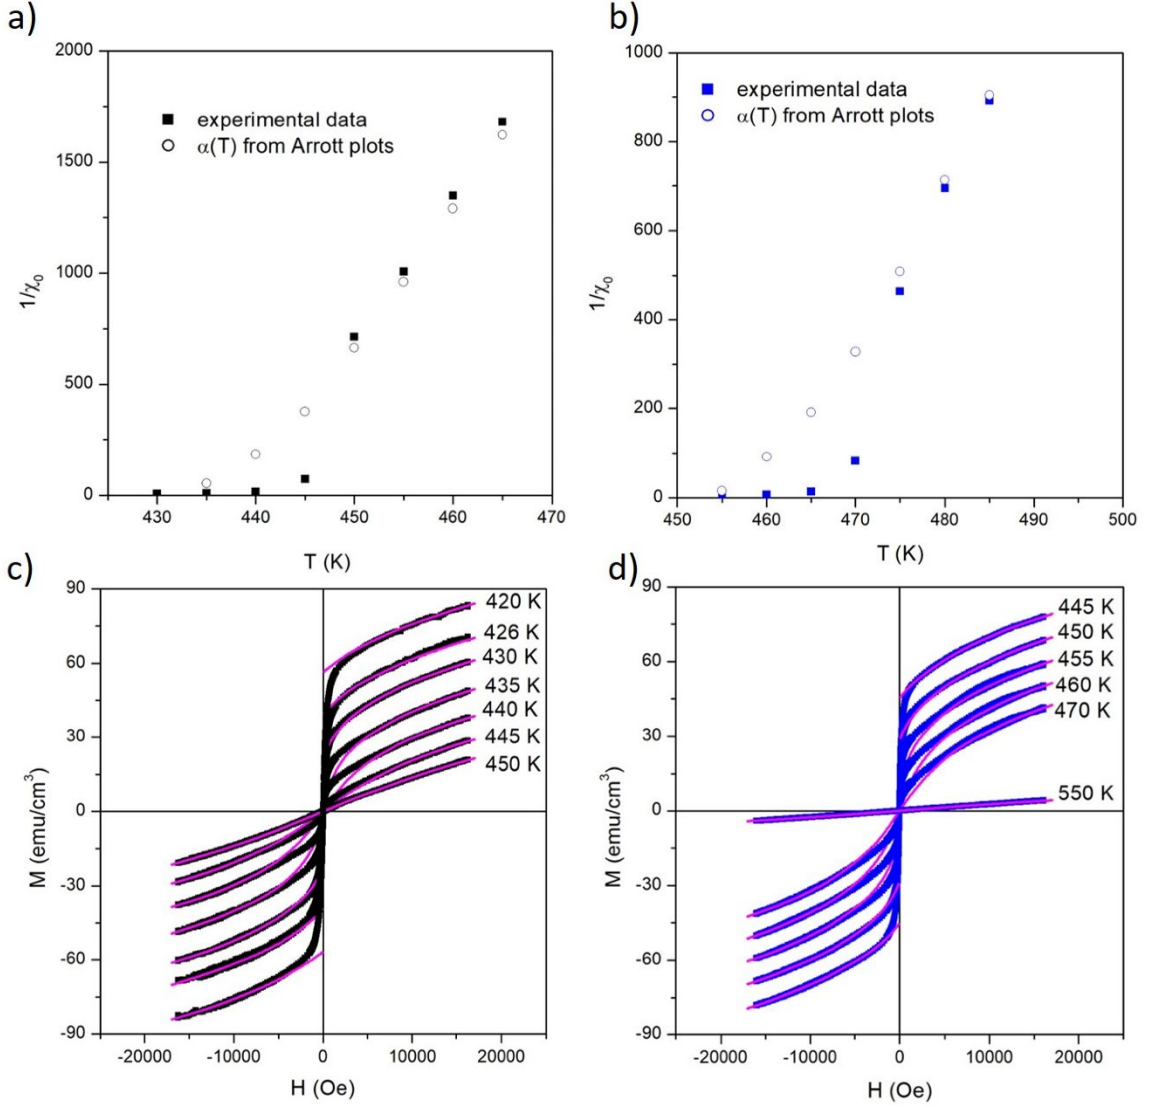 a)
2000
1500
1000
500
0
430 440 450 460 470
1/χ₀
T (K)
experimental data
α(T) from Arrott plots
b)
1000
800
600
400
200
0
450 460 470 480 490 500
1/χ₀
T (K)
experimental data
α(T) from Arrott plots
c)
90
60
30
0
-30
-60
-90
-20000 -10000 0 10000 20000
M (emu/cm³)
H (Oe)
420 K
426 K
430 K
435 K
440 K
445 K
450 K
d)
90
60
30
0
-30
-60
-90
-20000 -10000 0 10000 20000
M (emu/cm³)
H (Oe)
445 K
450 K
455 K
460 K
470 K
550 K